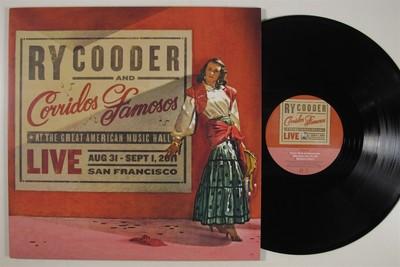 RY COODER
AND
Corridos Famosos
AT THE GREAT AMERICAN MUSIC HALL
LIVE
AUG 31 - SEPT 1, 2011
SAN FRANCISCO
RY COODER
AND
Corridos Famosos
LIVE